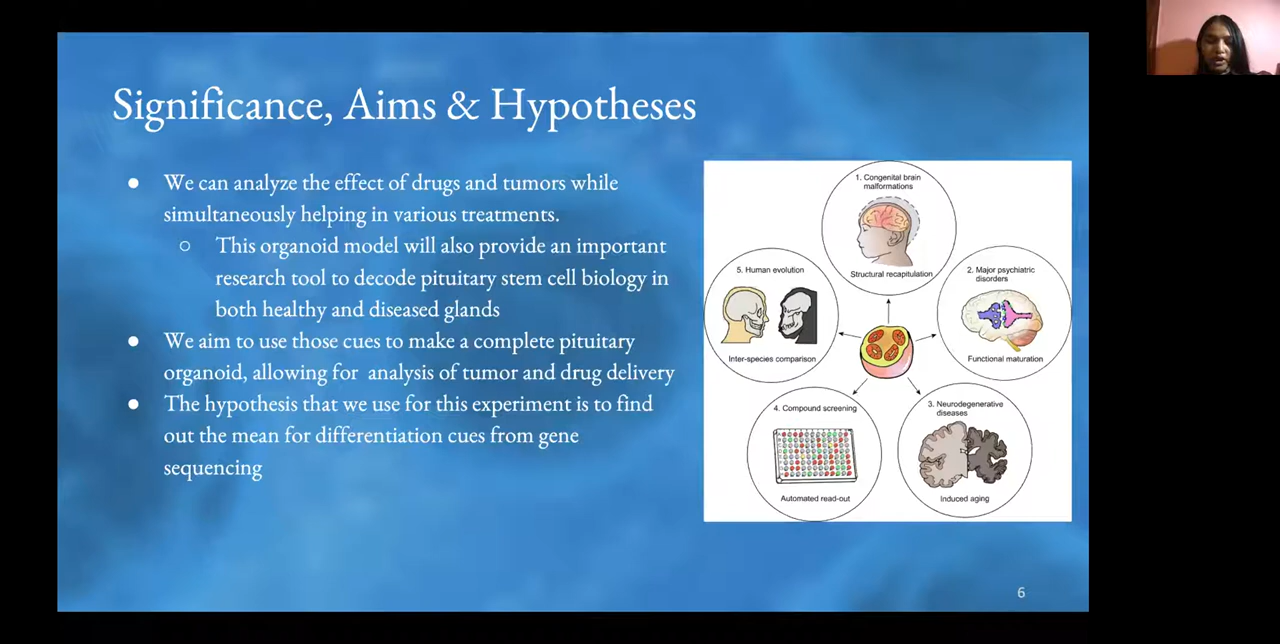 Significance, Aims & Hypotheses
● We can analyze the effect of drugs and tumors while
simultaneously helping in various treatments.
○ This organoid model will also provide an important
research tool to decode pituitary stem cell biology in
both healthy and diseased glands
● We aim to use those cues to make a complete pituitary
organoid, allowing for analysis of tumor and drug delivery
● The hypothesis that we use for this experiment is to find
out the mean for differentiation cues from gene
sequencing
1. Congenital brain
malformations
Structural recapitulation
2. Major psychiatric
disorders
Functional maturation
3. Neurodegenerative
diseases
Induced aging
4. Compound screening
Automated read-out
5. Human evolution
Inter-species comparison
6